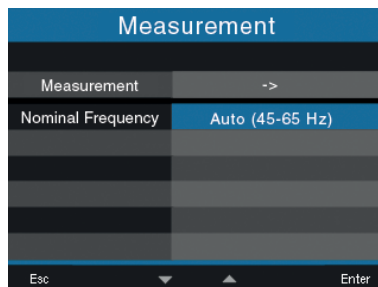 Measurement
Measurement ->
Nominal Frequency Auto (45-65 Hz)
Esc Enter